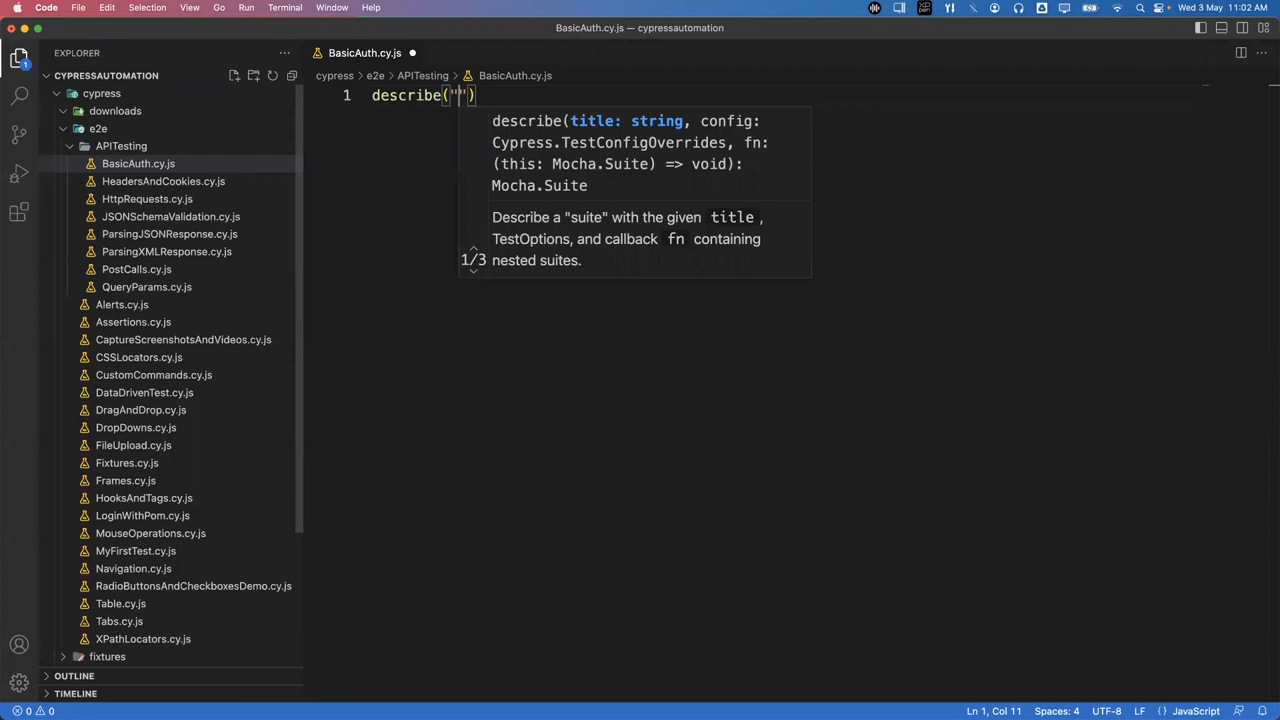 Code File Edit Selection View Go Run Terminal Window Help Wed 3 May 11:02 AM
BasicAuth.cy.js — cypressautomation
EXPLORER
BasicAuth.cy.js
CYPRESSAUTOMATION
cypress > e2e > APITesting > BasicAuth.cy.js
cypress
1 describe("")
downloads
describe(title: string, config:
e2e
Cypress.TestConfigOverrides, fn:
APITesting
(this: Mocha.Suite) => void):
BasicAuth.cy.js
Mocha.Suite
HeadersAndCookies.cy.js
HttpRequests.cy.js
JSONSchemaValidation.cy.js
Describe a "suite" with the given title ,
ParsingJSONResponse.cy.js
TestOptions, and callback fn containing
ParsingXMLResponse.cy.js
1/3 nested suites.
PostCalls.cy.js
QueryParams.cy.js
Alerts.cy.js
Assertions.cy.js
CaptureScreenshotsAndVideos.cy.js
CSSLocators.cy.js
CustomCommands.cy.js
DataDrivenTest.cy.js
DragAndDrop.cy.js
DropDowns.cy.js
FileUpload.cy.js
Fixtures.cy.js
Frames.cy.js
HooksAndTags.cy.js
LoginWithPom.cy.js
MouseOperations.cy.js
MyFirstTest.cy.js
Navigation.cy.js
RadioButtonsAndCheckboxesDemo.cy.js
Table.cy.js
Tabs.cy.js
XPathLocators.cy.js
fixtures
OUTLINE
TIMELINE
0 0 Ln 1, Col 11 Spaces: 4 UTF-8 LF {} JavaScript